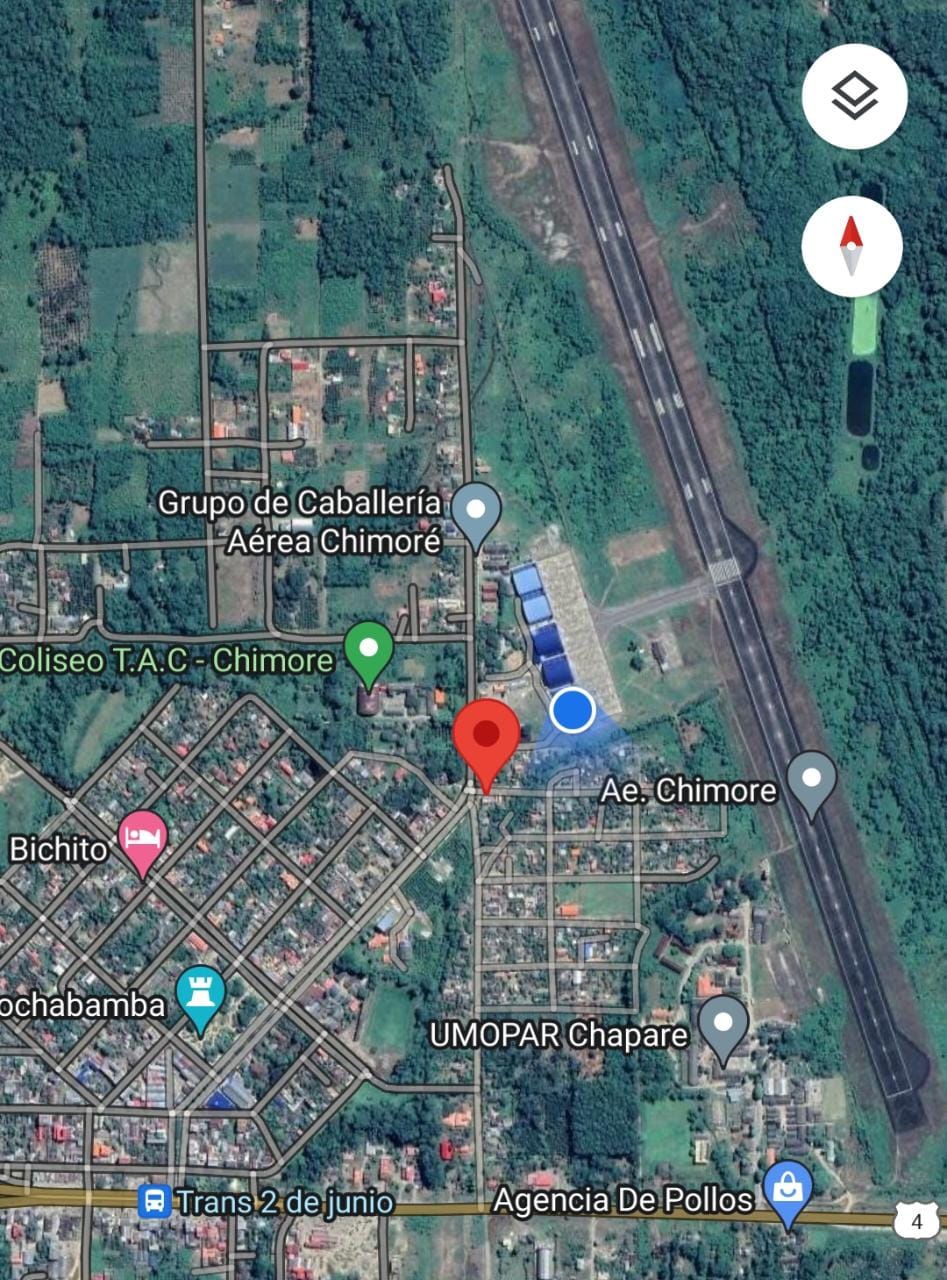 Grupo de Caballería
Aérea Chimoré
Coliseo T.A.C - Chimore
Ae. Chimore
Bichito
ochabamba
UMOPAR Chapare
Trans 2 de junio
Agencia De Pollos
4